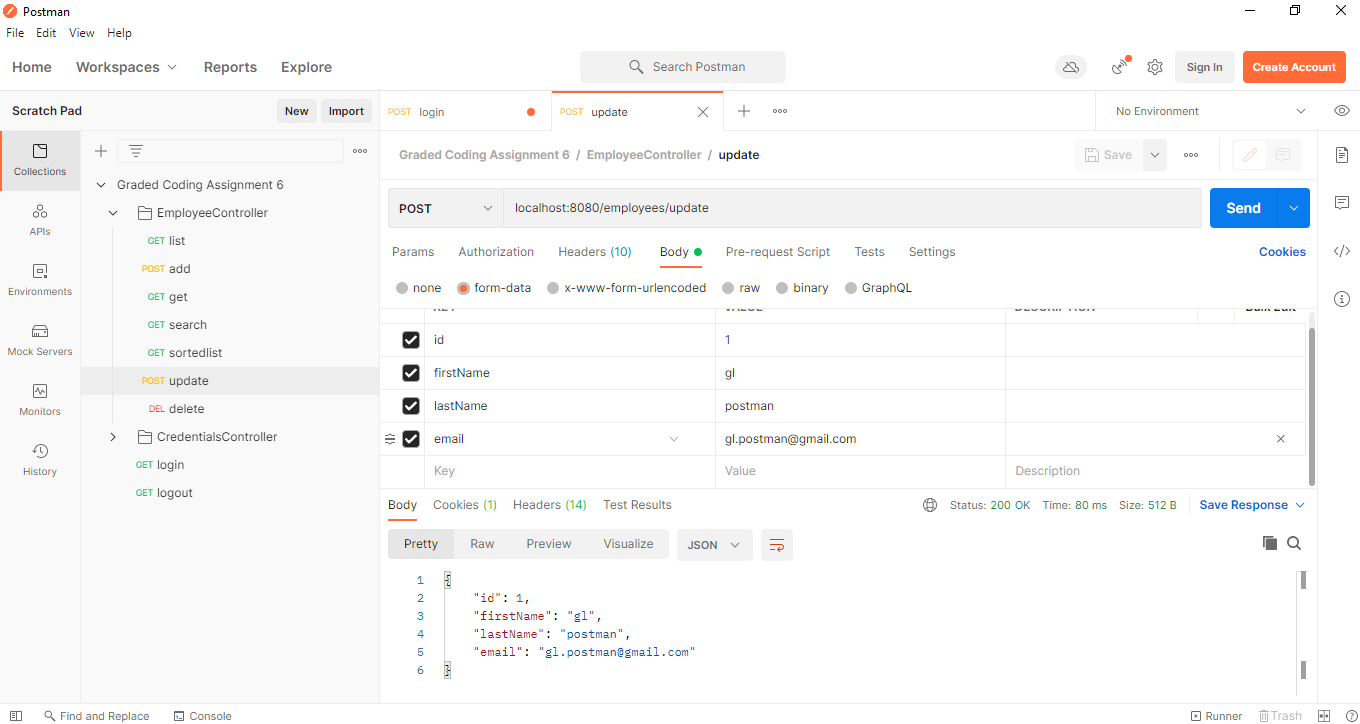 Postman
File Edit View Help
Home Workspaces Reports Explore Search Postman Sign In Create Account
Scratch Pad New Import
POST login POST update No Environment
Collections
APIs
Environments
Mock Servers
Monitors
History
Graded Coding Assignment 6
EmployeeController
GET list
POST add
GET get
GET search
GET sortedlist
POST update
DEL delete
CredentialsController
GET login
GET logout
Graded Coding Assignment 6 / EmployeeController / update Save
POST localhost:8080/employees/update Send
Params Authorization Headers (10) Body Pre-request Script Tests Settings Cookies
none form-data x-www-form-urlencoded raw binary GraphQL
KEY VALUE DESCRIPTION Bulk Edit
id 1
firstName gl
lastName postman
email gl.postman@gmail.com
Key Value Description
Body Cookies (1) Headers (14) Test Results Status: 200 OK Time: 80 ms Size: 512 B Save Response
Pretty Raw Preview Visualize JSON
1 {
2 "id": 1,
3 "firstName": "gl",
4 "lastName": "postman",
5 "email": "gl.postman@gmail.com"
6 }
Find and Replace Console Runner Trash